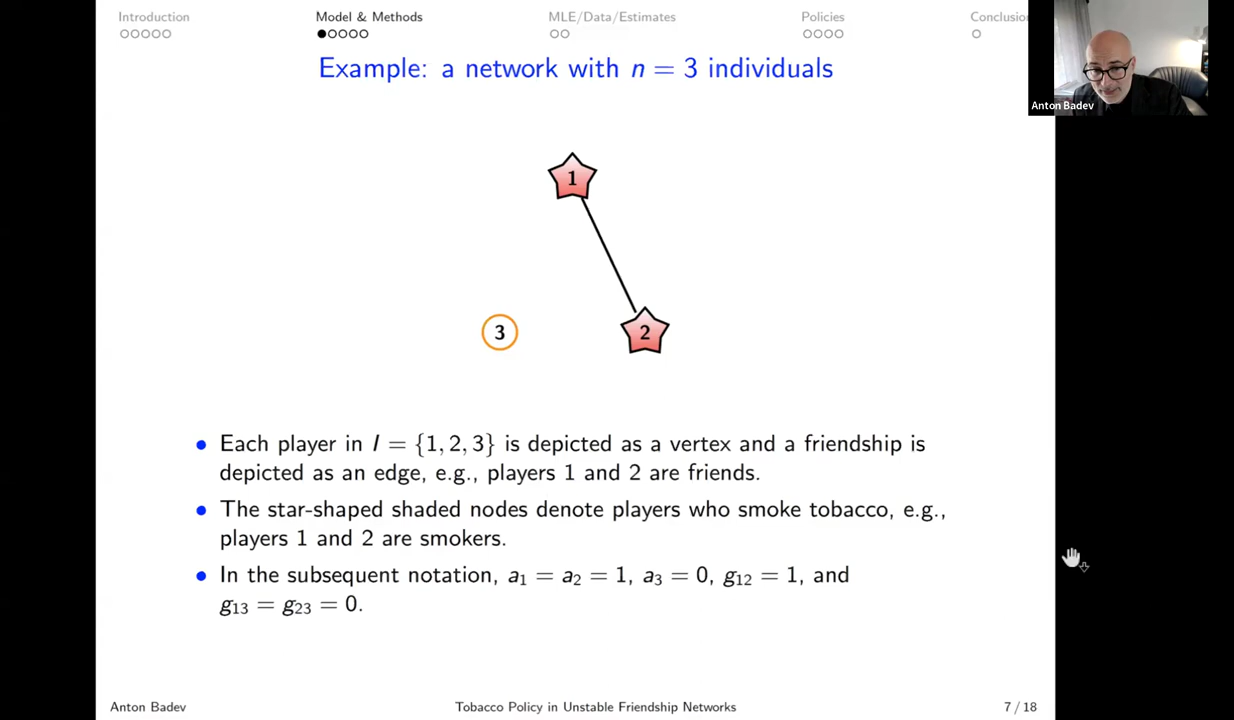 Introduction Model & Methods MLE/Data/Estimates Policies Conclusion
Example: a network with n = 3 individuals
Anton Badev
1
3
2
Each player in I = {1, 2, 3} is depicted as a vertex and a friendship is
depicted as an edge, e.g., players 1 and 2 are friends.
The star-shaped shaded nodes denote players who smoke tobacco, e.g.,
players 1 and 2 are smokers.
In the subsequent notation, a₁ = a₂ = 1, a₃ = 0, g₁₂ = 1, and
g₁₃ = g₂₃ = 0.
Anton Badev Tobacco Policy in Unstable Friendship Networks 7 / 18